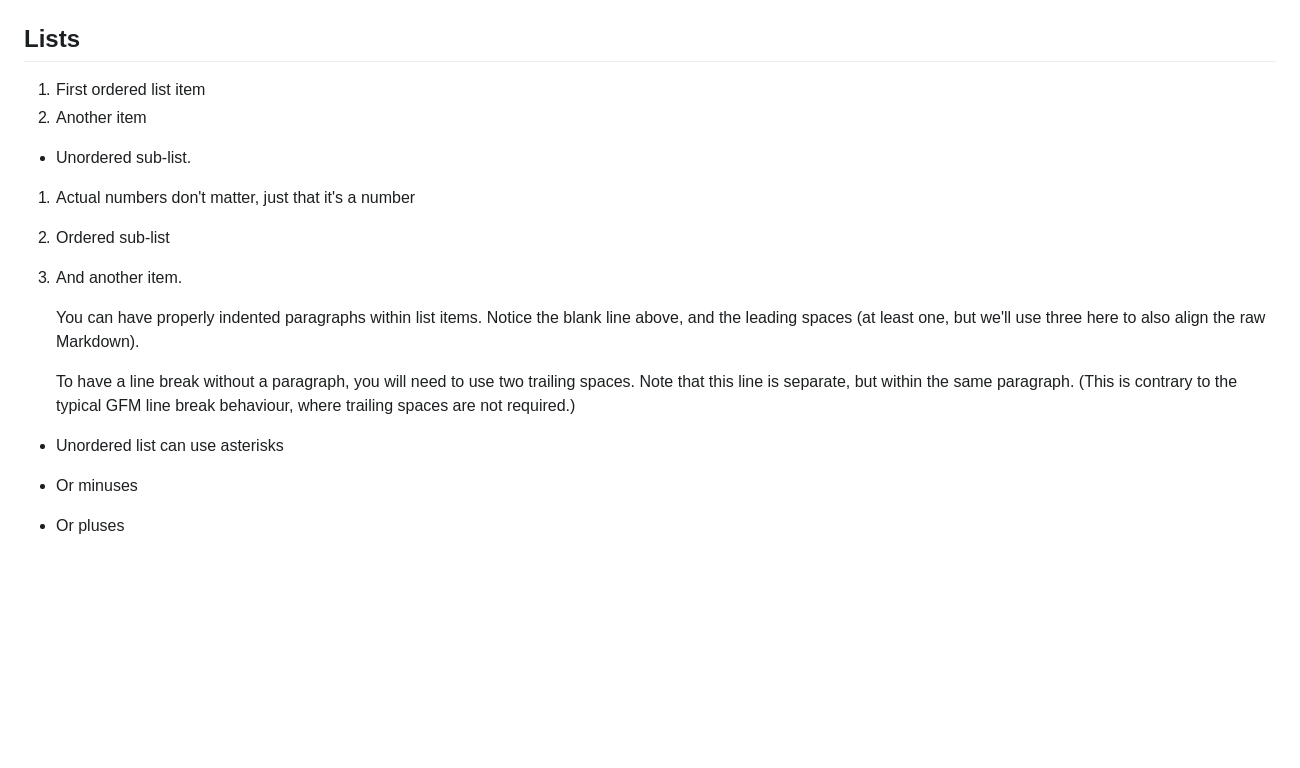 Lists
1. First ordered list item
2. Another item
• Unordered sub-list.
1. Actual numbers don't matter, just that it's a number
2. Ordered sub-list
3. And another item.
You can have properly indented paragraphs within list items. Notice the blank line above, and the leading spaces (at least one, but we'll use three here to also align the raw
Markdown).
To have a line break without a paragraph, you will need to use two trailing spaces. Note that this line is separate, but within the same paragraph. (This is contrary to the
typical GFM line break behaviour, where trailing spaces are not required.)
• Unordered list can use asterisks
• Or minuses
• Or pluses